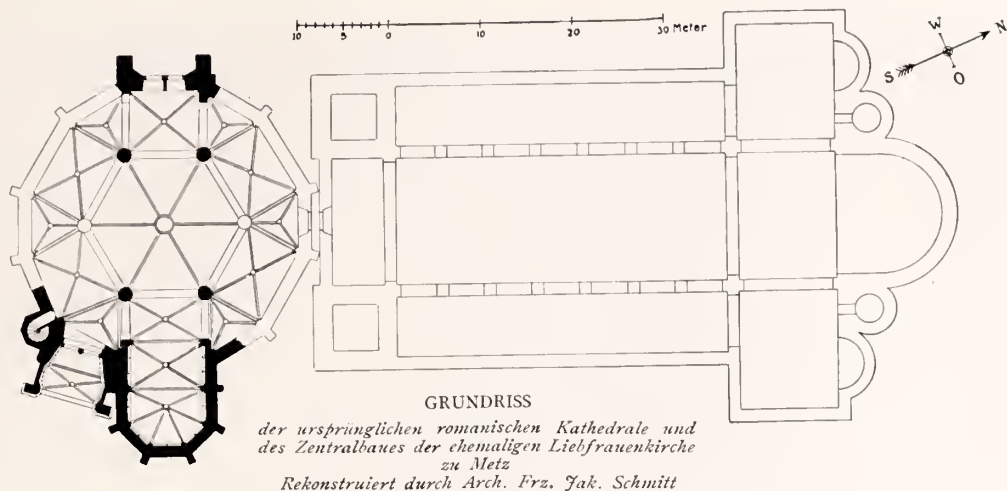 10 5 0 10 20 30 Meter
W
N
S
O
GRUNDRISS
der ursprünglichen romanischen Kathedrale und
des Zentralbaues der ehemaligen Liebfrauenkirche
zu Metz
Rekonstruiert durch Arch. Frz. Jak. Schmitt